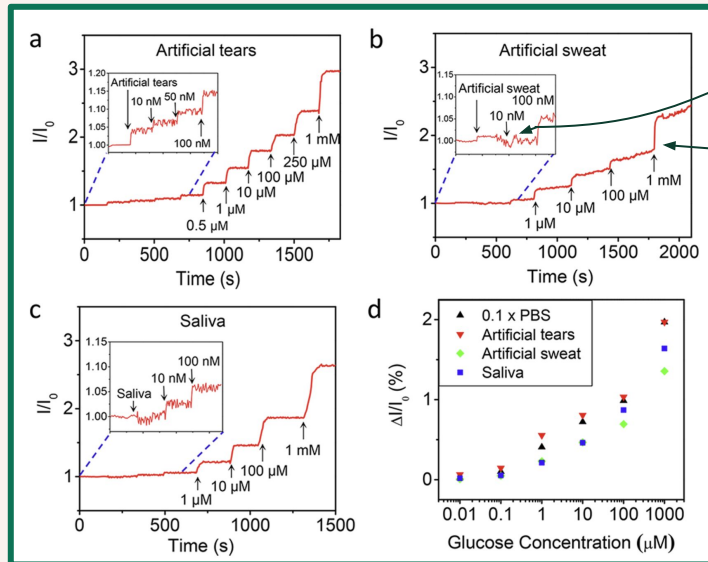 a
Artificial tears
I/I₀
3
2
1
1.20
1.15
1.10
1.05
1.00
Artificial tears
10 nM
50 nM
100 nM
0.5 µM
1 µM
10 µM
100 µM
250 µM
1 mM
0
500
1000
1500
Time (s)
b
Artificial sweat
I/I₀
3
2
1
1.15
1.10
1.05
1.00
Artificial sweat
10 nM
100 nM
1 µM
10 µM
100 µM
1 mM
0
500
1000
1500
2000
Time (s)
c
Saliva
I/I₀
3
2
1
1.15
1.10
1.05
1.00
Saliva
10 nM
100 nM
1 µM
10 µM
100 µM
1 mM
0
500
1000
1500
Time (s)
d
ΔI/I₀ (%)
2
1
0
0.1 x PBS
Artificial tears
Artificial sweat
Saliva
0.01
0.1
1
10
100
1000
Glucose Concentration (µM)